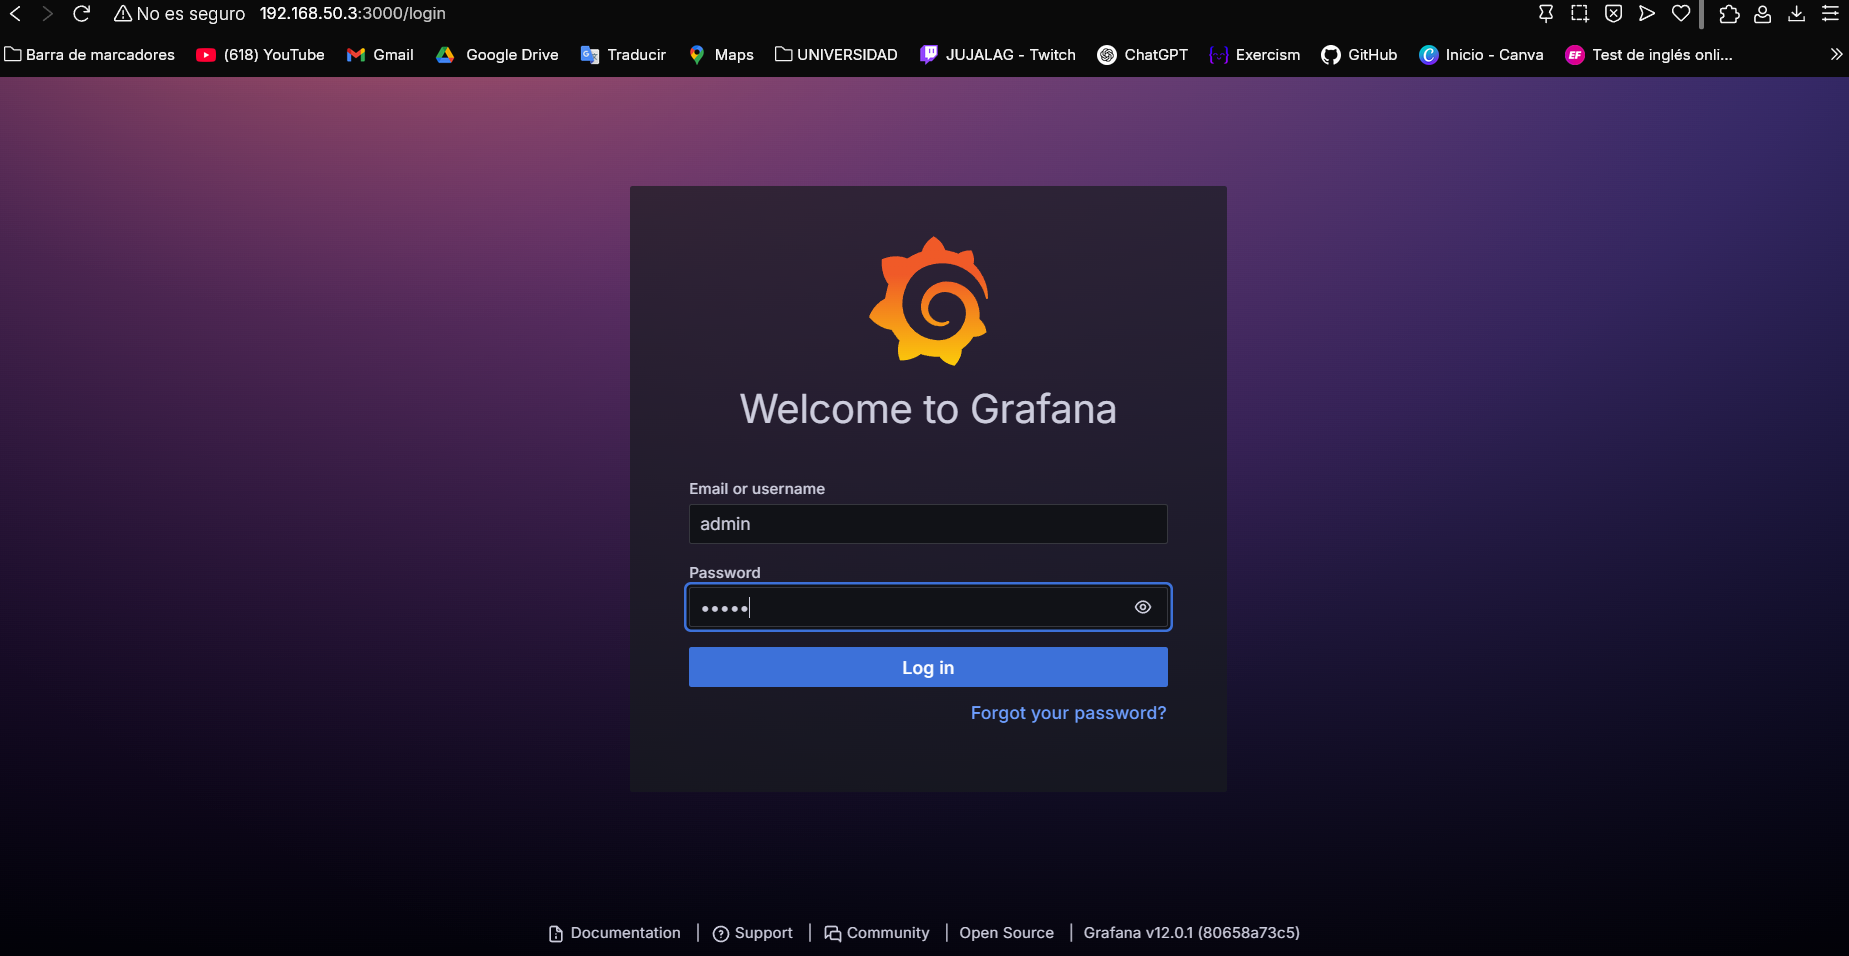 No es seguro 192.168.50.3:3000/login
Barra de marcadores (618) YouTube Gmail Google Drive Traducir Maps UNIVERSIDAD JUJALAG - Twitch ChatGPT Exercism GitHub Inicio - Canva EF Test de inglés onli...
Welcome to Grafana
Email or username
admin
Password
•••••
Log in
Forgot your password?
Documentation | Support | Community | Open Source | Grafana v12.0.1 (80658a73c5)